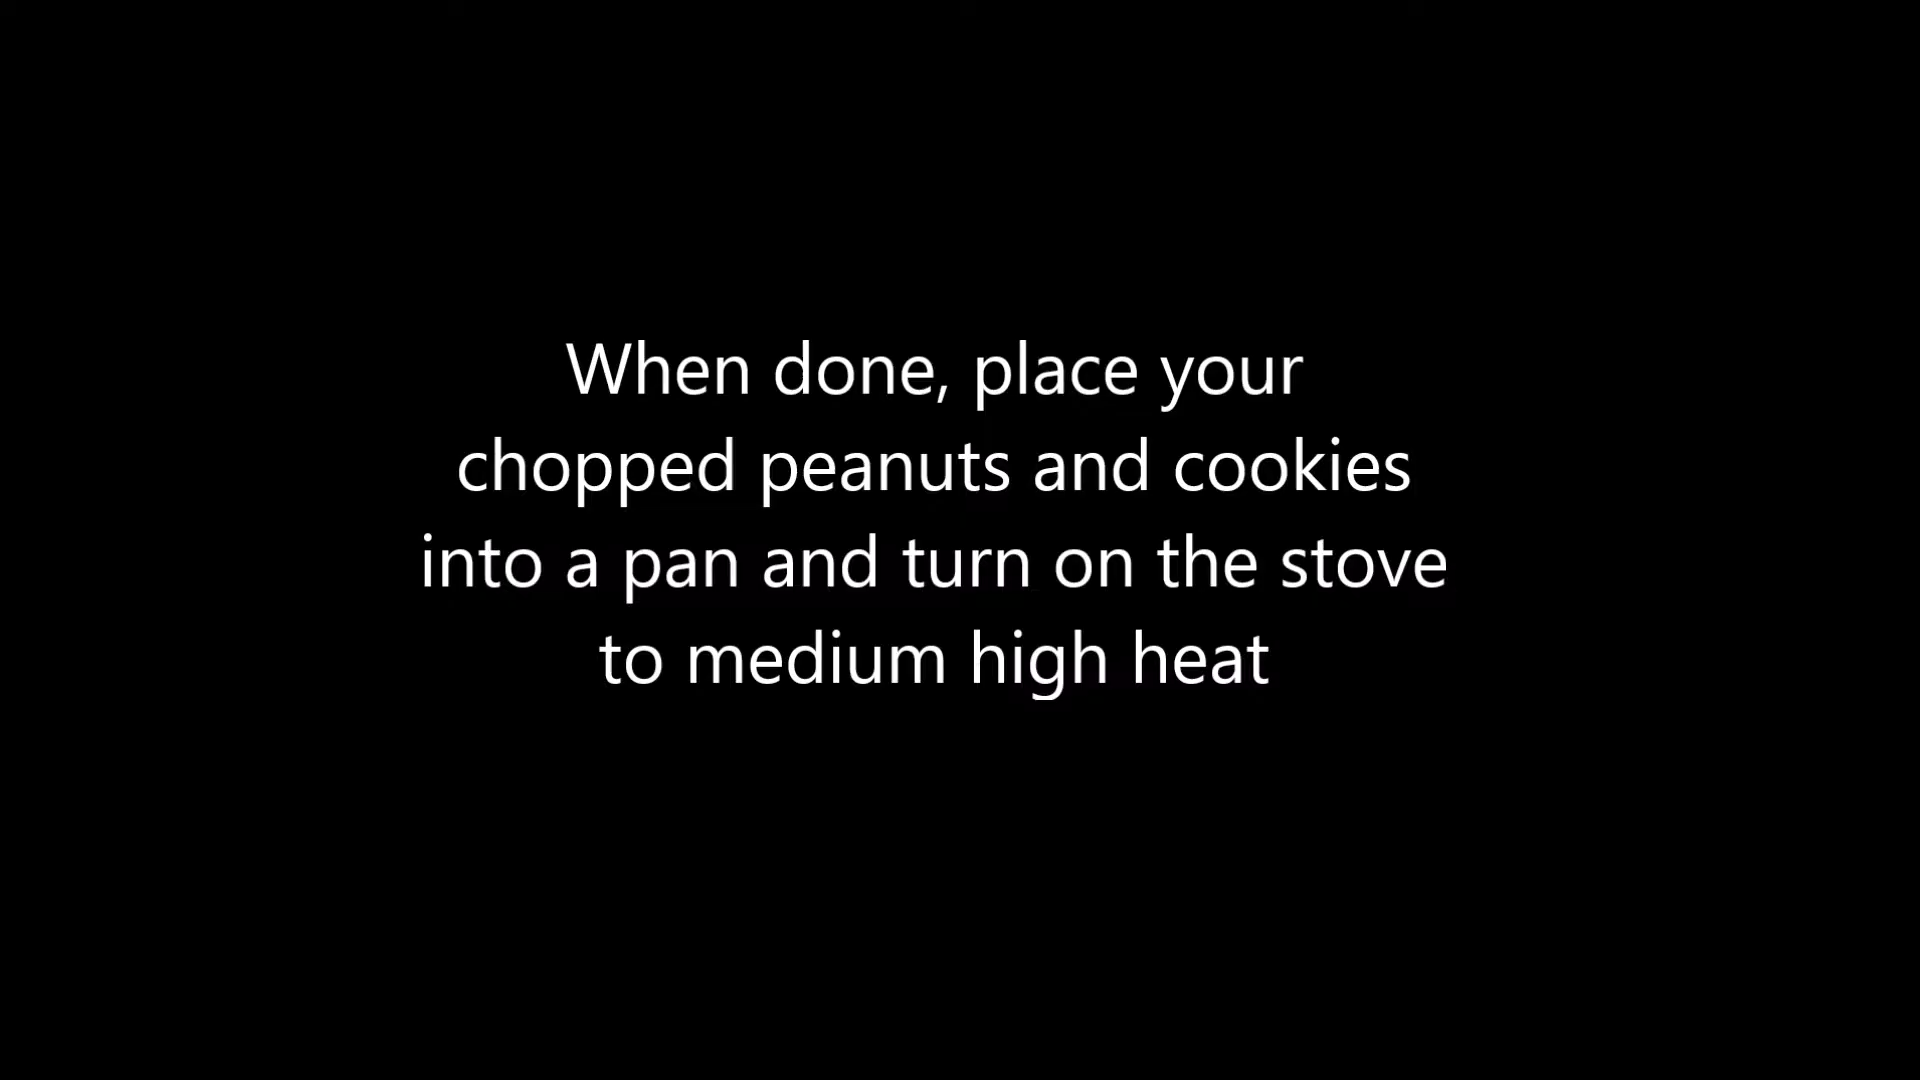 When done, place your
chopped peanuts and cookies
into a pan and turn on the stove
to medium high heat